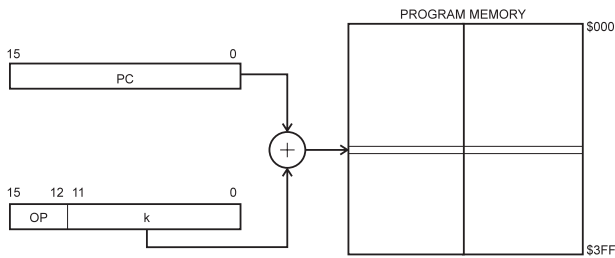 PROGRAM MEMORY
$000
15 0
PC
+
15 12 11 0
OP k
$3FF